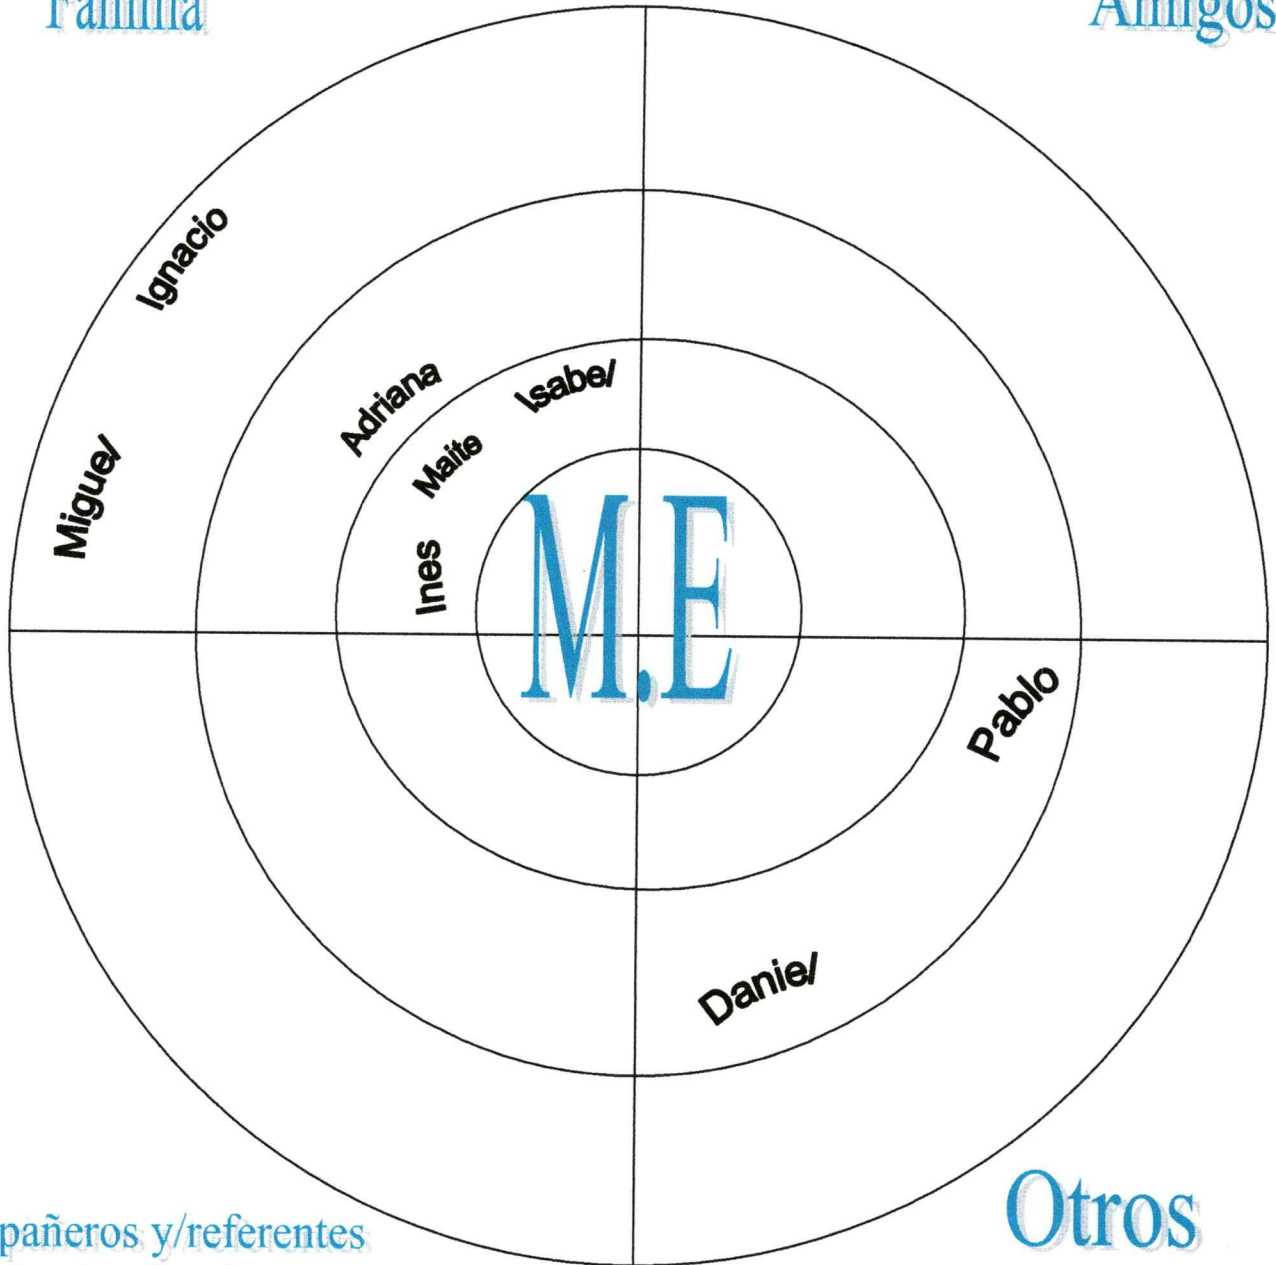 Familia
Amigos
Ignacio
Adriana
Isabel
Maite
Miguel
Ines
M.E
Pablo
Daniel
Otros
pañeros y/referentes